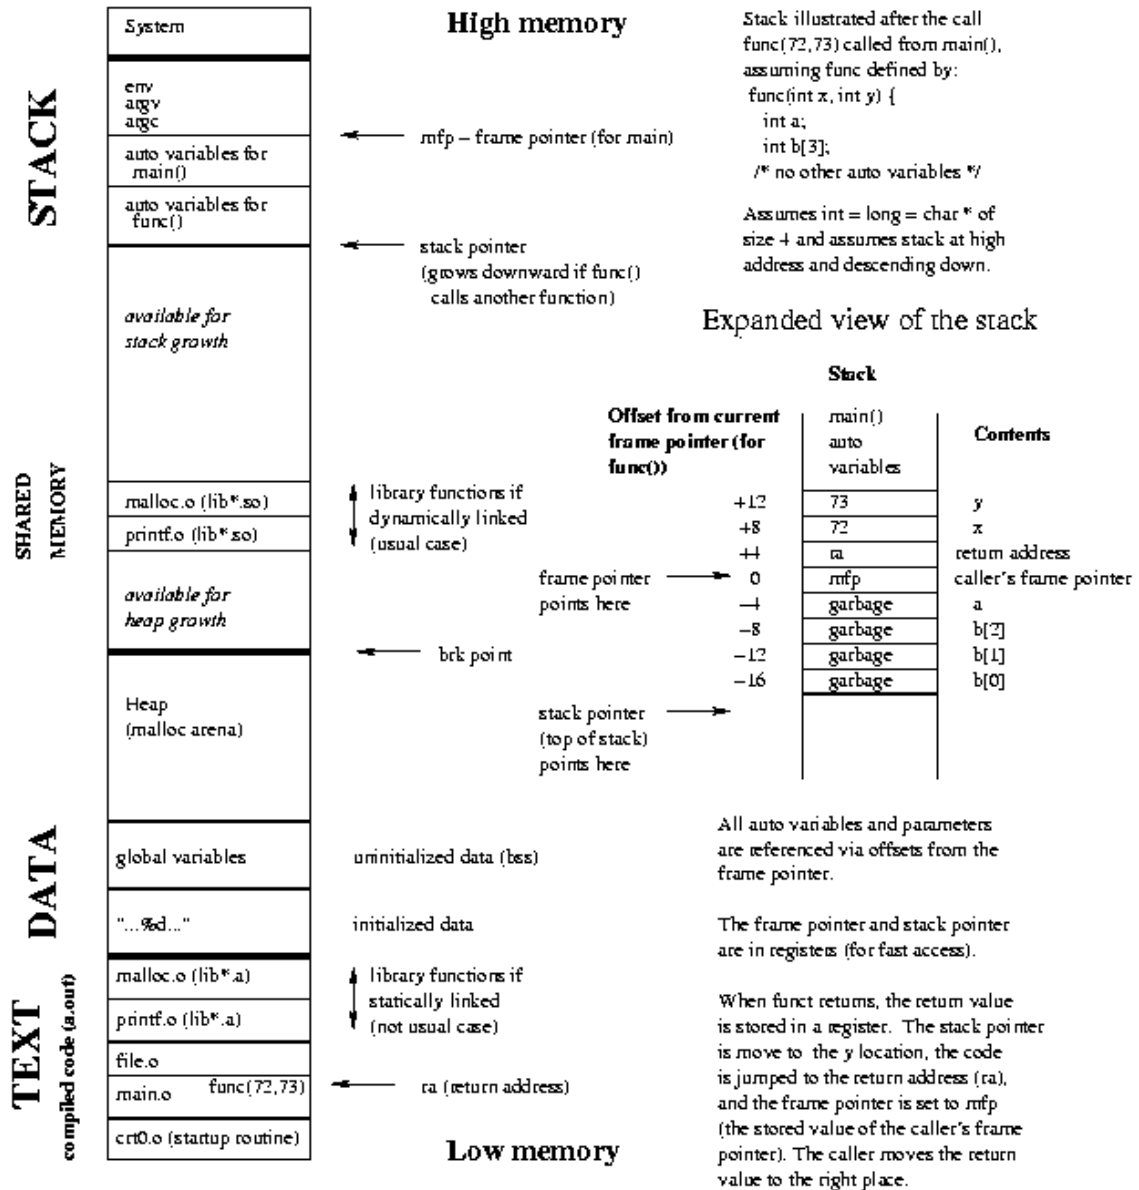 High memory
System
STACK
env
argv
argc
mfp – frame pointer (for main)
auto variables for
main()
auto variables for
func()
stack pointer
(grows downward if func()
calls another function)
available for
stack growth
SHARED
MEMORY
malloc.o (lib*.so)
printf.o (lib*.so)
library functions if
dynamically linked
(usual case)
available for
heap growth
brk point
Heap
(malloc arena)
DATA
global variables
uninitialized data (bss)
"...%d..."
initialized data
TEXT
compiled code (a.out)
malloc.o (lib*.a)
printf.o (lib*.a)
library functions if
statically linked
(not usual case)
file.o
main.o func(72,73)
ra (return address)
crt0.o (startup routine)
Low memory
Stack illustrated after the call
func(72,73) called from main(),
assuming func defined by:
func(int x, int y) {
int a;
int b[3];
/* no other auto variables */
Assumes int = long = char * of
size 4 and assumes stack at high
address and descending down.
Expanded view of the stack
Stack
Offset from current
frame pointer (for
func())
main()
auto
variables
Contents
+12 73 y
+8 72 x
+4 ra return address
0 mfp caller's frame pointer
frame pointer
points here
–4 garbage a
–8 garbage b[2]
–12 garbage b[1]
–16 garbage b[0]
stack pointer
(top of stack)
points here
All auto variables and parameters
are referenced via offsets from the
frame pointer.
The frame pointer and stack pointer
are in registers (for fast access).
When funct returns, the return value
is stored in a register. The stack pointer
is move to the y location, the code
is jumped to the return address (ra),
and the frame pointer is set to mfp
(the stored value of the caller's frame
pointer). The caller moves the return
value to the right place.